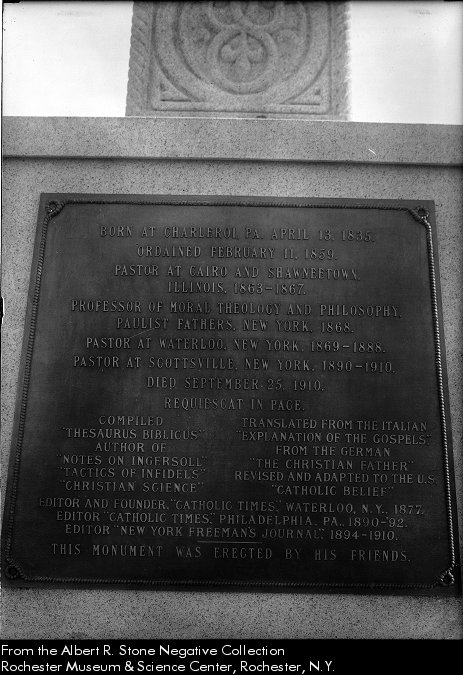 BORN AT CHARLEROI, PA. APRIL 13, 1835.
ORDAINED FEBRUARY 11, 1859.
PASTOR AT CAIRO AND SHAWNEETOWN,
ILLINOIS, 1863-1867.
PROFESSOR OF MORAL THEOLOGY AND PHILOSOPHY,
PAULIST FATHERS, NEW YORK, 1868.
PASTOR AT WATERLOO, NEW YORK, 1869-1888.
PASTOR AT SCOTTSVILLE, NEW YORK, 1890-1910.
DIED SEPTEMBER 25, 1910.
REQUIESCAT IN PACE.
COMPILED
"THESAURUS BIBLICUS"
AUTHOR OF
"NOTES ON INGERSOLL"
"TACTICS OF INFIDELS"
"CHRISTIAN SCIENCE"
TRANSLATED FROM THE ITALIAN
"EXPLANATION OF THE GOSPELS,"
FROM THE GERMAN
"THE CHRISTIAN FATHER"
REVISED AND ADAPTED TO THE U.S.
"CATHOLIC BELIEF"
EDITOR AND FOUNDER, "CATHOLIC TIMES," WATERLOO, N.Y., 1877.
EDITOR "CATHOLIC TIMES," PHILADELPHIA, PA., 1890-'92.
EDITOR "NEW YORK FREEMAN'S JOURNAL," 1894-1910.
THIS MONUMENT WAS ERECTED BY HIS FRIENDS.
From the Albert R. Stone Negative Collection
Rochester Museum & Science Center, Rochester, N.Y.